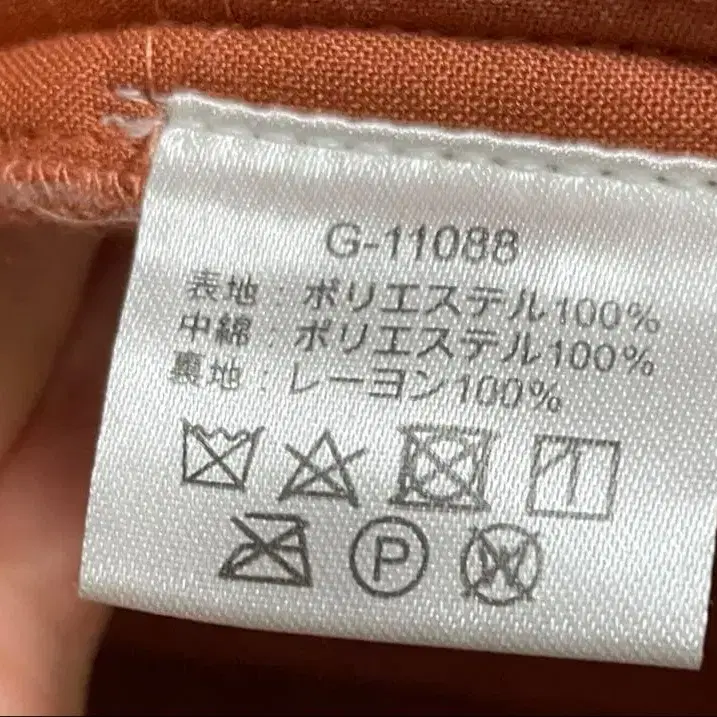 G-11088
表地：ポリエステル100%
中綿：ポリエステル100%
裏地：レーヨン100%
P
W